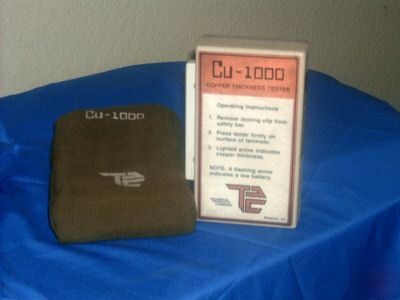 Cu-1000
Cu-1000
COPPER THICKNESS TESTER
Operating Instructions
1. Remove locking clip from
safety bar.
2. Press tester firmly on
surface of laminate.
3. Lighted arrow indicates
copper thickness.
NOTE: A flashing arrow
indicates a low battery.